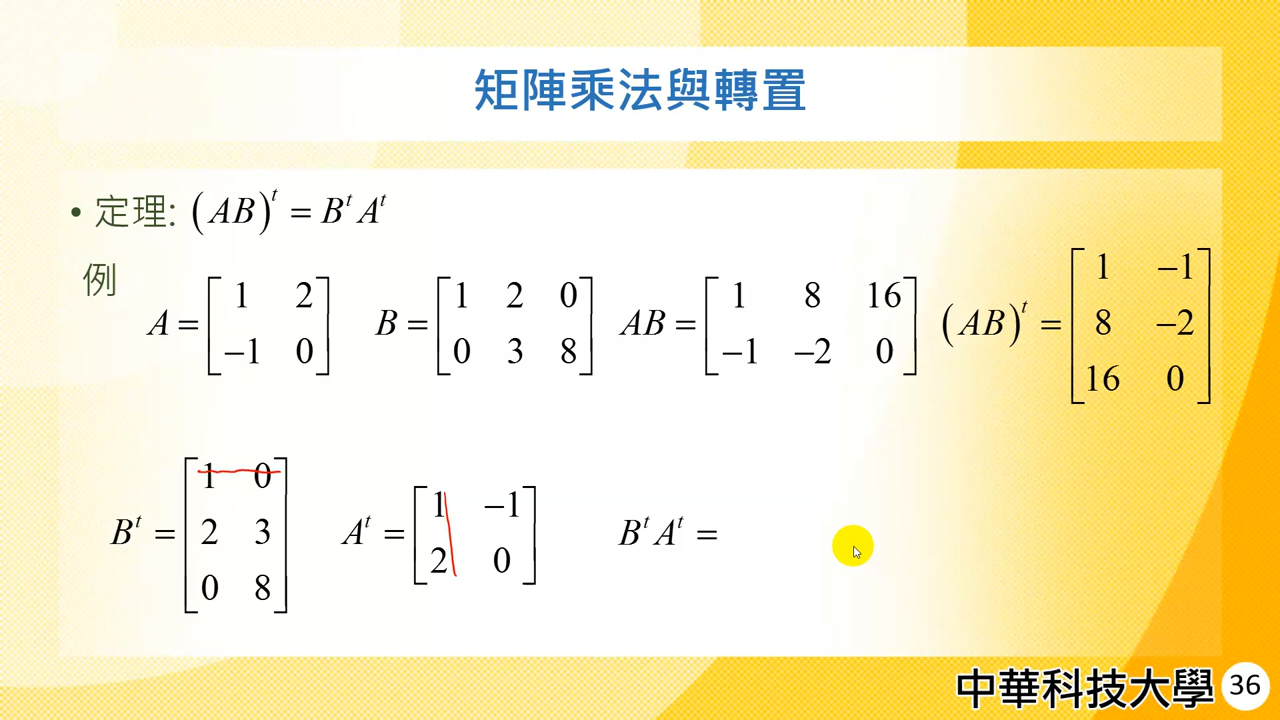 矩陣乘法與轉置
• 定理: (AB)^t = B^t A^t
例
A = [1 2; −1 0] B = [1 2 0; 0 3 8] AB = [1 8 16; −1 −2 0] (AB)^t = [1 −1; 8 −2; 16 0]
B^t = [1 0; 2 3; 0 8] A^t = [1 −1; 2 0] B^t A^t =
中華科技大學 36